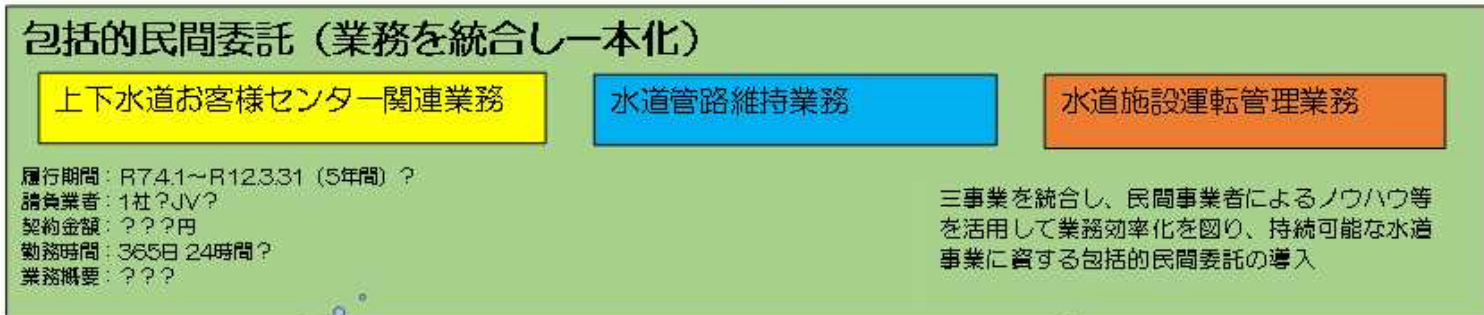 包括的民間委託（業務を統合し一本化）
上下水道お客様センター関連業務
水道管路維持業務
水道施設運転管理業務
履行期間：R7.4.1～R12.3.31（5年間）？
請負業者：1社？JV？
契約金額：？？？円
勤務時間：365日 24時間？
業務概要：？？？
三事業を統合し、民間事業者によるノウハウ等
を活用して業務効率化を図り、持続可能な水道
事業に資する包括的民間委託の導入